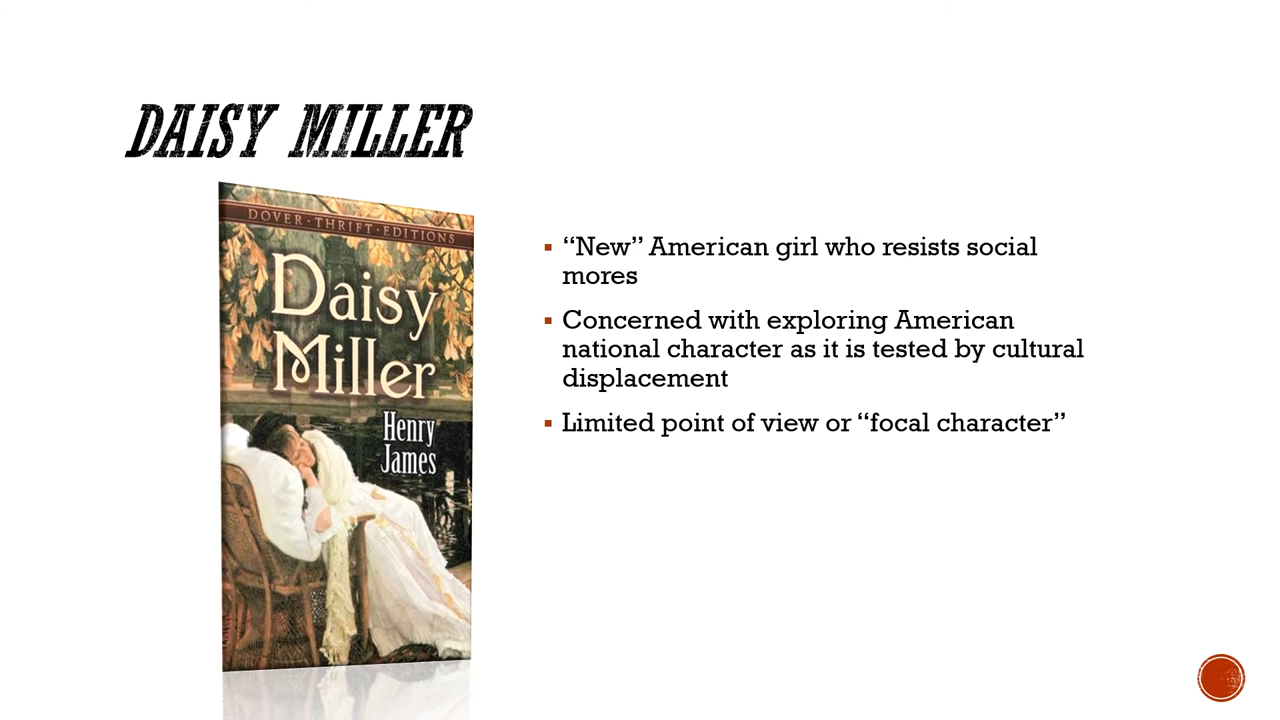 DAISY MILLER
DOVER · THRIFT · EDITIONS
Daisy
Miller
Henry
James
“New” American girl who resists social
mores
Concerned with exploring American
national character as it is tested by cultural
displacement
Limited point of view or “focal character”